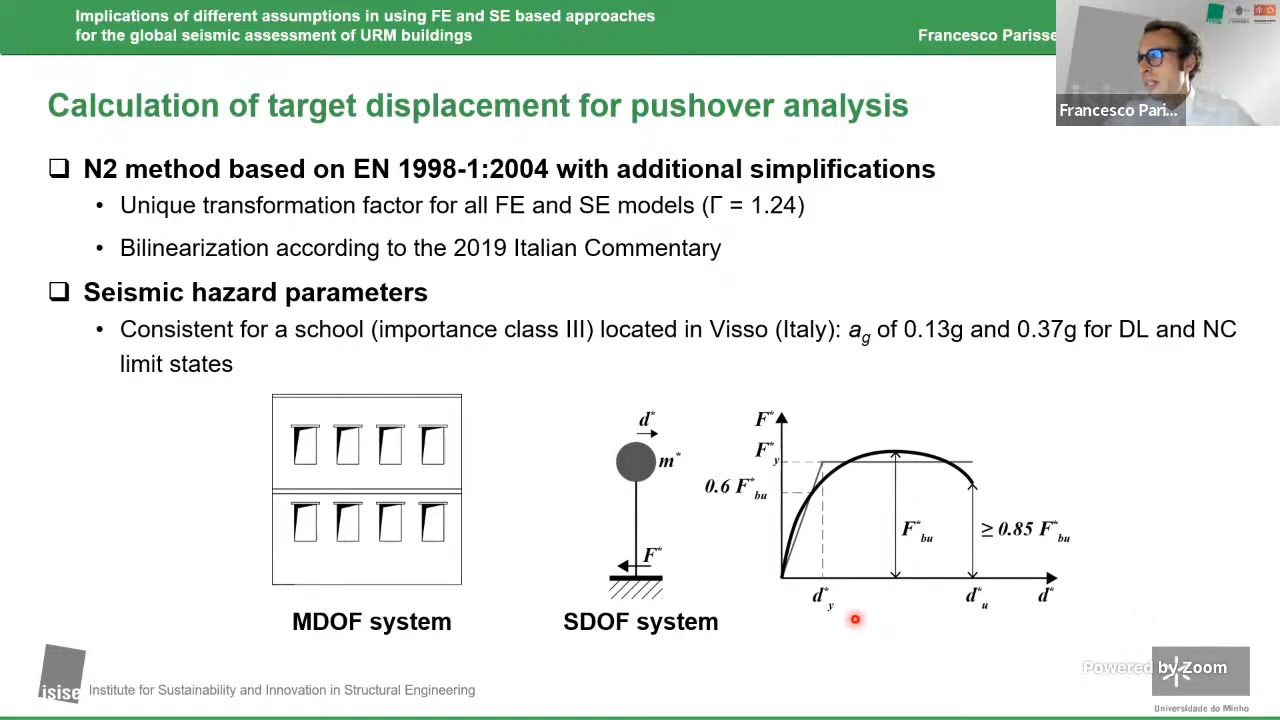 Implications of different assumptions in using FE and SE based approaches
for the global seismic assessment of URM buildings
Francesco Parisse
Francesco Pari...
Calculation of target displacement for pushover analysis
❑ N2 method based on EN 1998-1:2004 with additional simplifications
• Unique transformation factor for all FE and SE models (Γ = 1.24)
• Bilinearization according to the 2019 Italian Commentary
❑ Seismic hazard parameters
• Consistent for a school (importance class III) located in Visso (Italy): ag of 0.13g and 0.37g for DL and NC
limit states
d*
m*
F*
F*
F*y
0.6 F*bu
F*bu
≥ 0.85 F*bu
d*y
d*u
d*
MDOF system
SDOF system
isise
Institute for Sustainability and Innovation in Structural Engineering
Powered by Zoom
Universidade do Minho